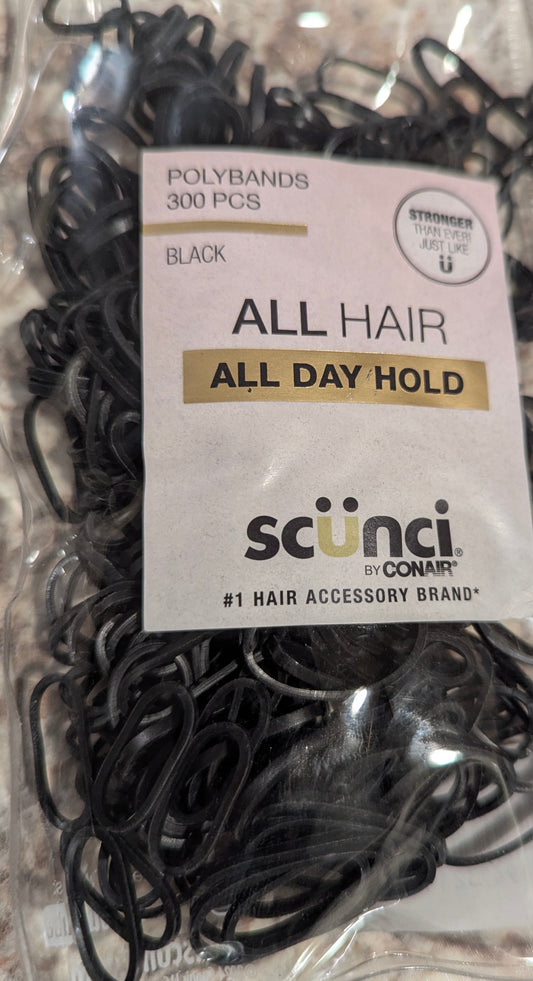 POLYBANDS
300 PCS
BLACK
STRONGER
THAN EVER!
JUST LIKE
Ü
ALL HAIR
ALL DAY HOLD
scünci®
BY CONAIR®
#1 HAIR ACCESSORY BRAND*